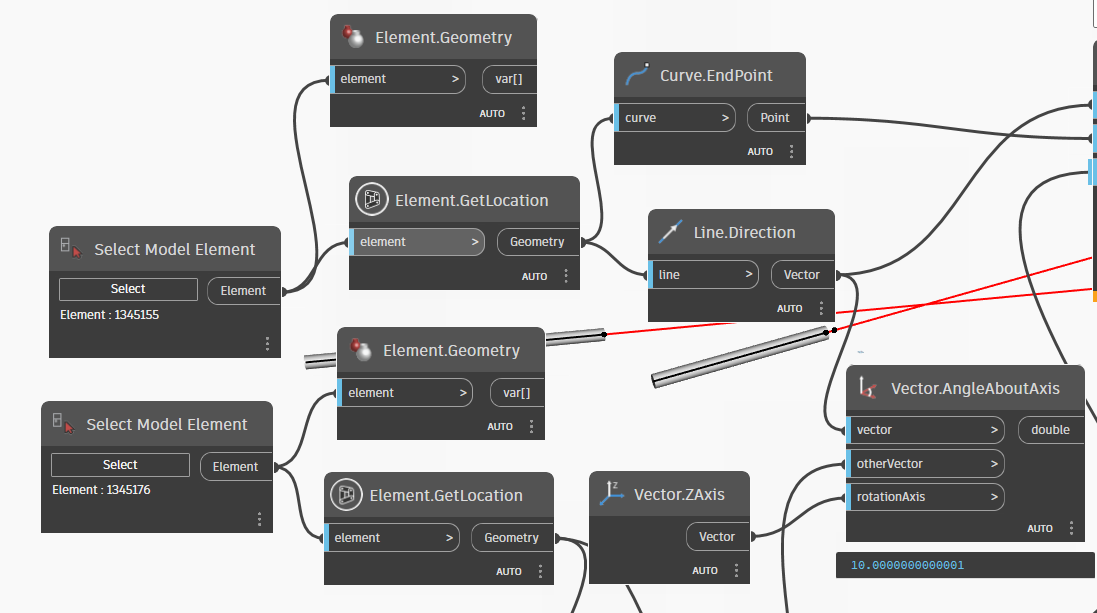 Element.Geometry
element > var[]
AUTO
Curve.EndPoint
curve > Point
AUTO
Element.GetLocation
element > Geometry
AUTO
Select Model Element
Select Element
Element : 1345155
Line.Direction
line > Vector
AUTO
Element.Geometry
element > var[]
AUTO
Vector.AngleAboutAxis
vector > double
otherVector >
rotationAxis >
AUTO
10.0000000000001
Select Model Element
Select Element
Element : 1345176
Element.GetLocation
element > Geometry
AUTO
Z
Vector.ZAxis
Vector
AUTO